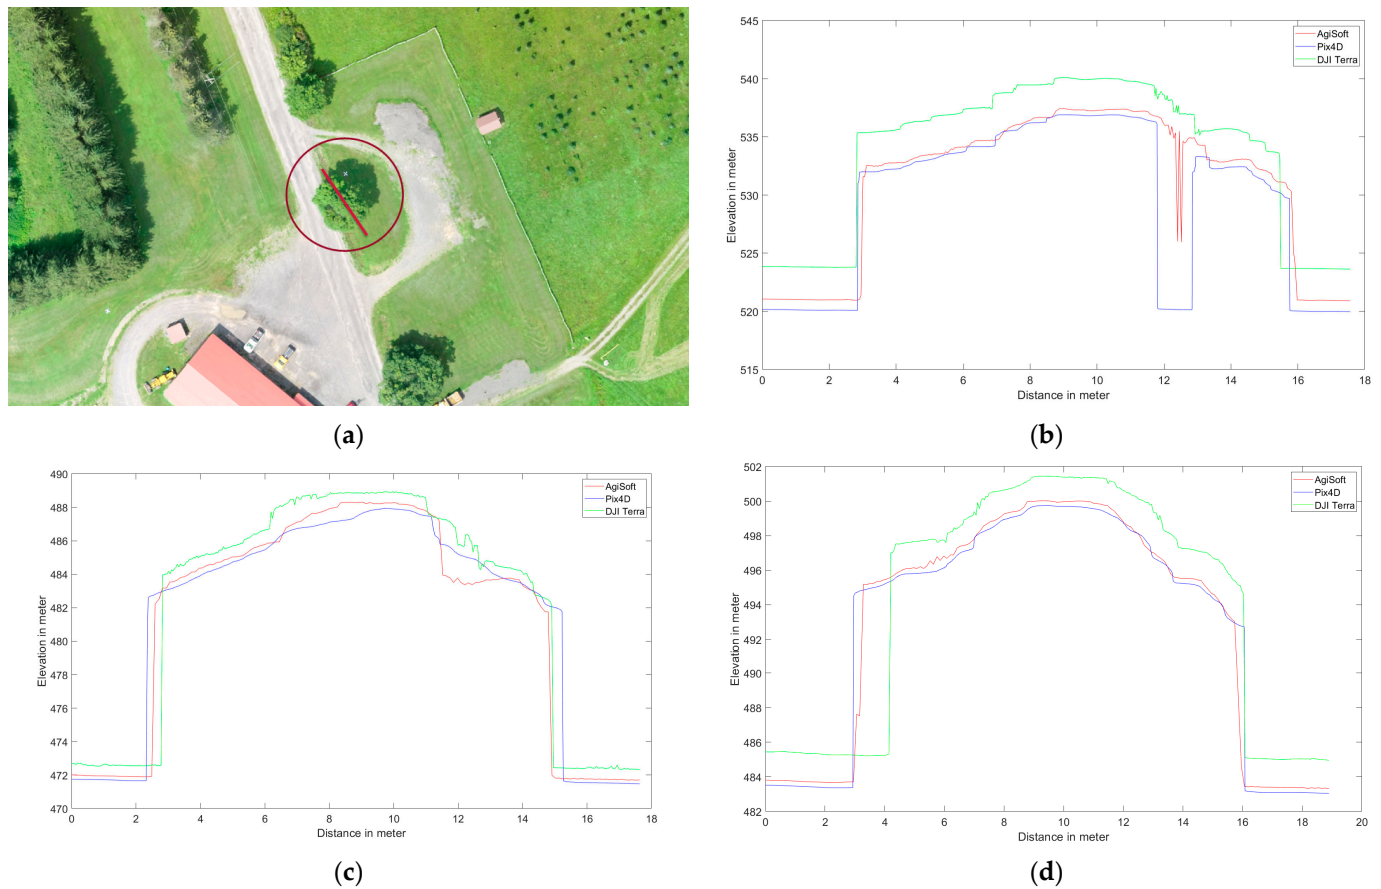 545
540
535
530
525
520
515
Elevation in meter
0 2 4 6 8 10 12 14 16 18
Distance in meter
AgiSoft
Pix4D
DJI Terra
(a)
(b)
490
488
486
484
482
480
478
476
474
472
470
Elevation in meter
0 2 4 6 8 10 12 14 16 18
Distance in meter
AgiSoft
Pix4D
DJI Terra
502
500
498
496
494
492
490
488
486
484
482
Elevation in meter
0 2 4 6 8 10 12 14 16 18 20
Distance in meter
AgiSoft
Pix4D
DJI Terra
(c)
(d)